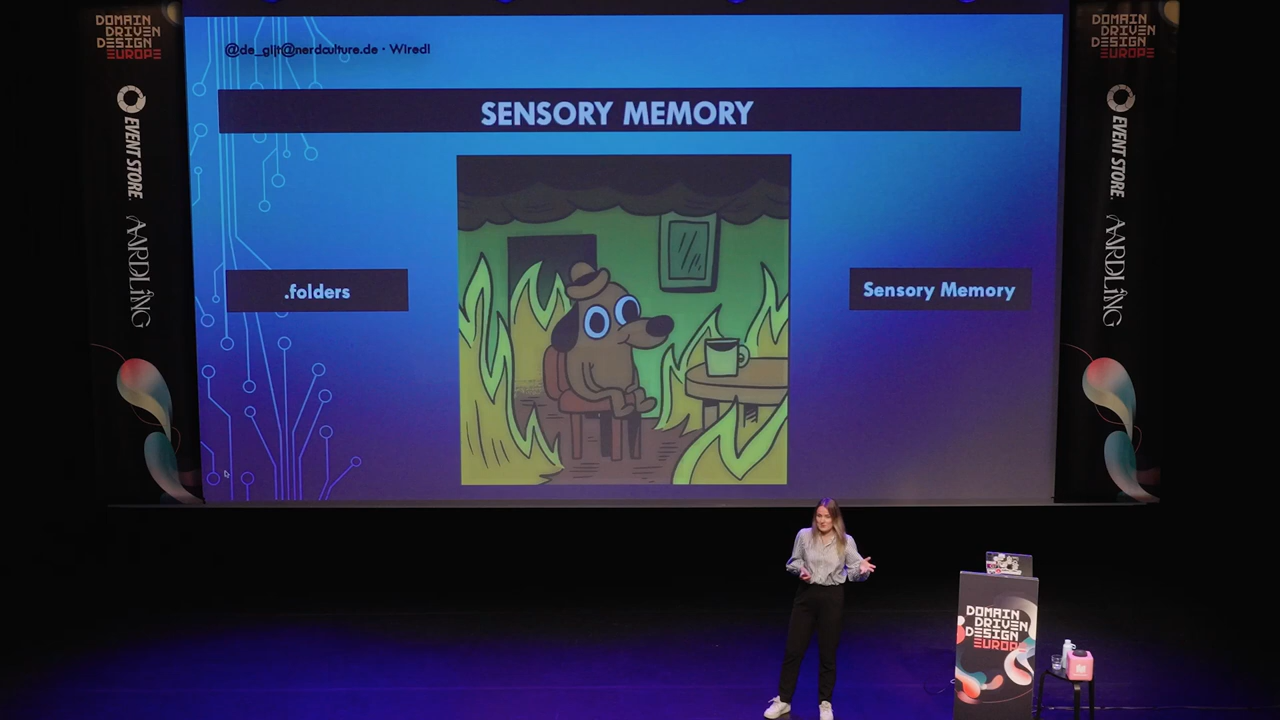 DOMAIN
DRIVEN
DESIGN
EUROPE
EVENT STORE.
AARDLING
@de_gijt@nerdculture.de · Wiredl
SENSORY MEMORY
.folders
Sensory Memory
DOMAIN
DRIVEN
DESIGN
EUROPE
EVENT STORE.
AARDLING
DOMAIN
DRIVEN
DESIGN
EUROPE